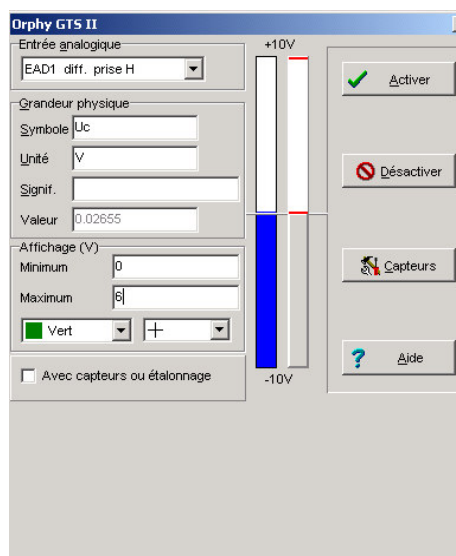 Orphy GTS II
Entrée analogique
EAD1 diff. prise H
Grandeur physique
Symbole Uc
Unité V
Signif.
Valeur 0.02655
Affichage (V)
Minimum 0
Maximum 6
Vert
Avec capteurs ou étalonnage
+10V
-10V
Activer
Désactiver
Capteurs
? Aide